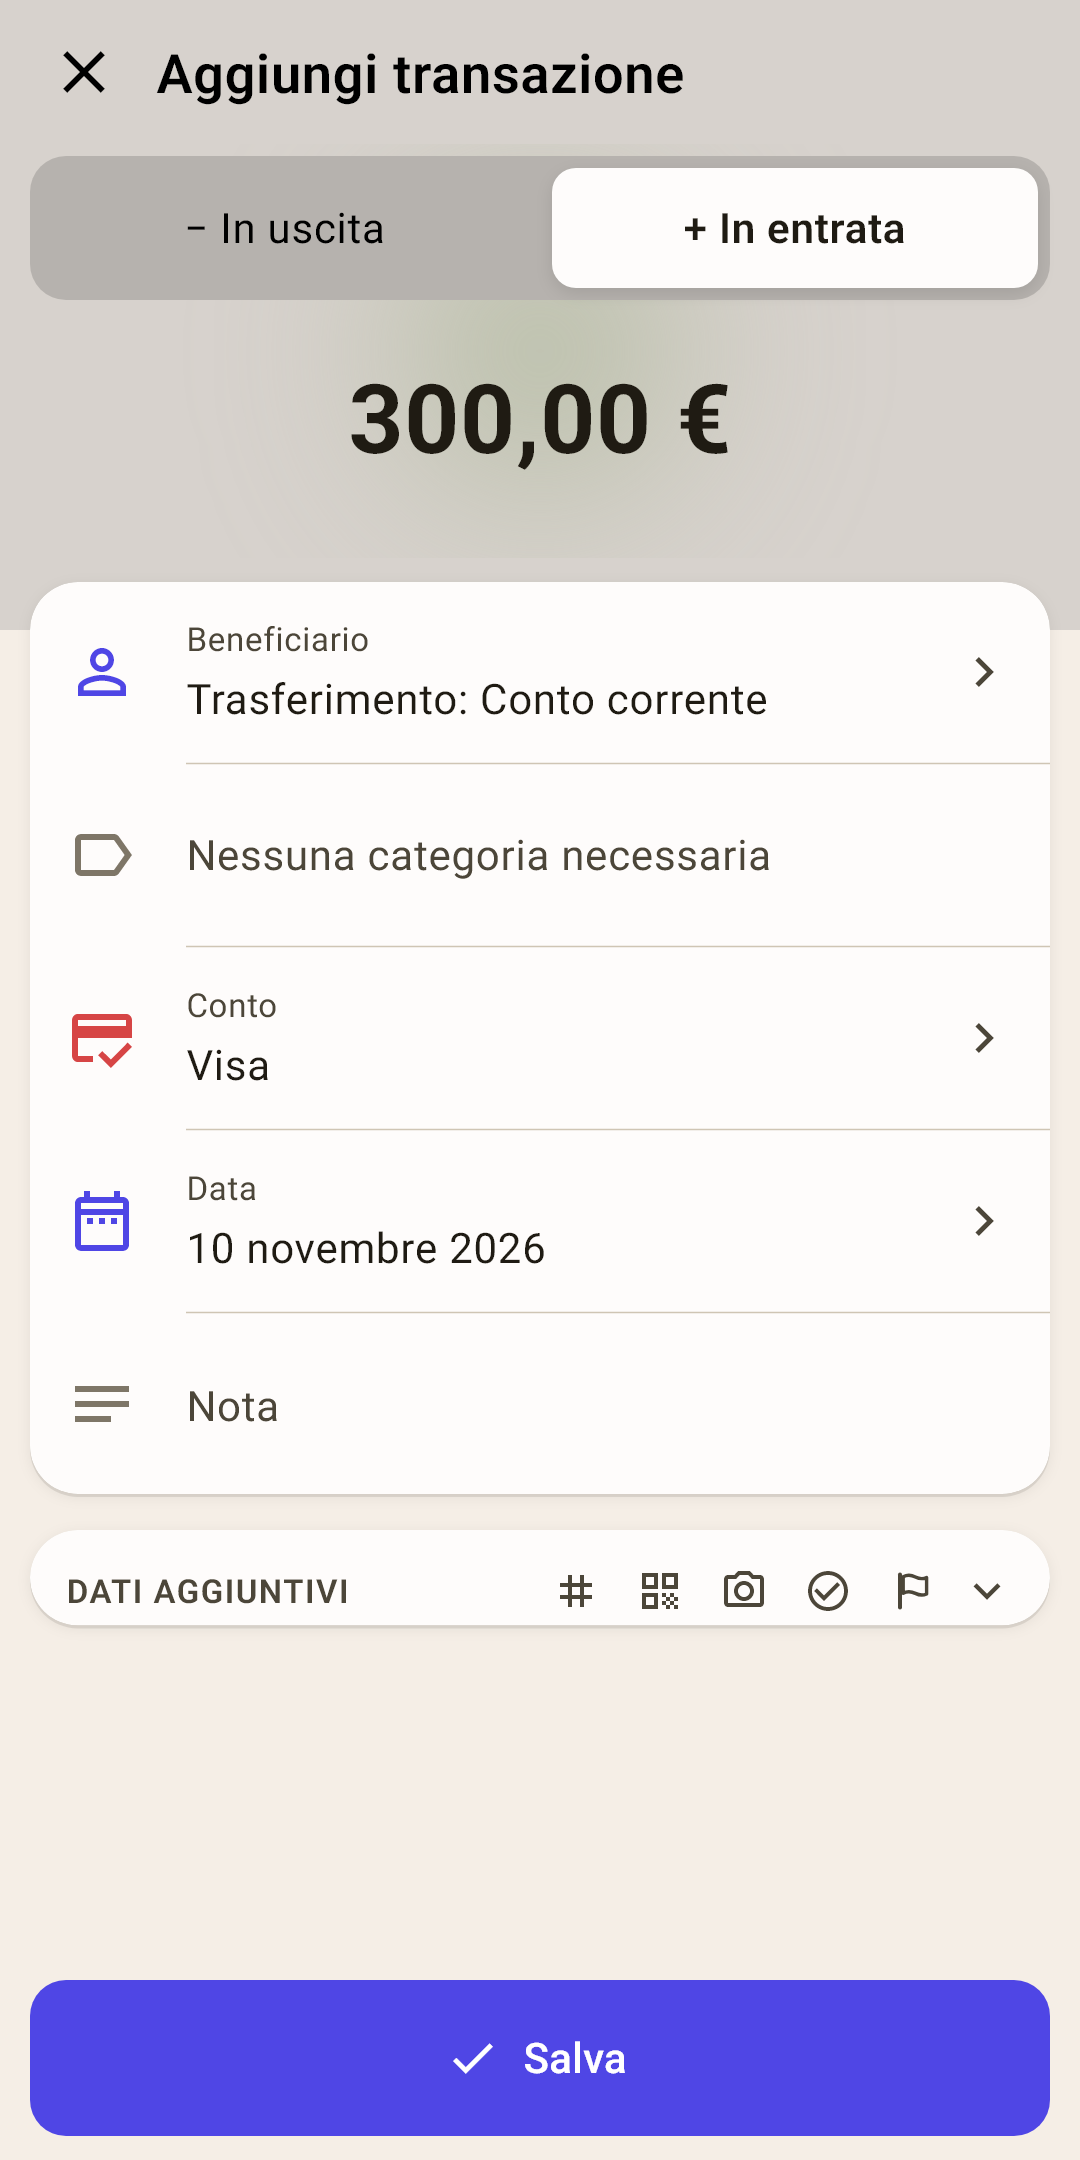 Aggiungi transazione
− In uscita
+ In entrata
300,00 €
Beneficiario
Trasferimento: Conto corrente
Nessuna categoria necessaria
Conto
Visa
Data
10 novembre 2026
Nota
DATI AGGIUNTIVI
Salva